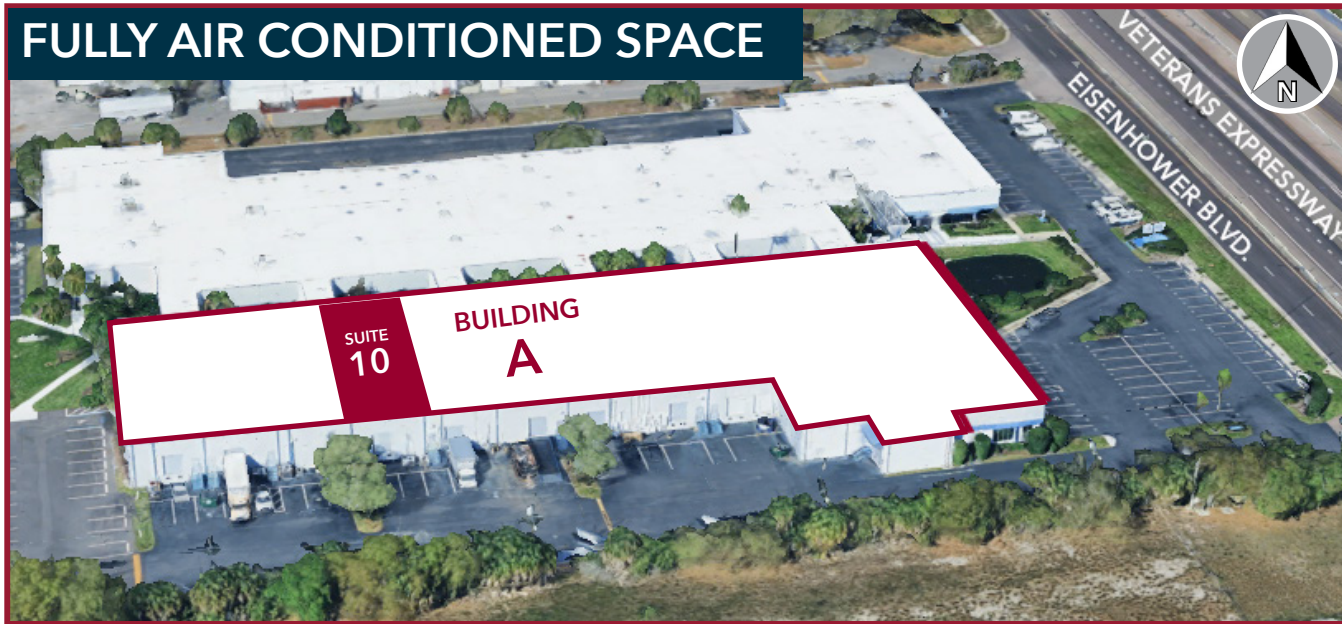 FULLY AIR CONDITIONED SPACE
VETERANS EXPRESSWAY
EISENHOWER BLVD.
N
SUITE
10
BUILDING
A